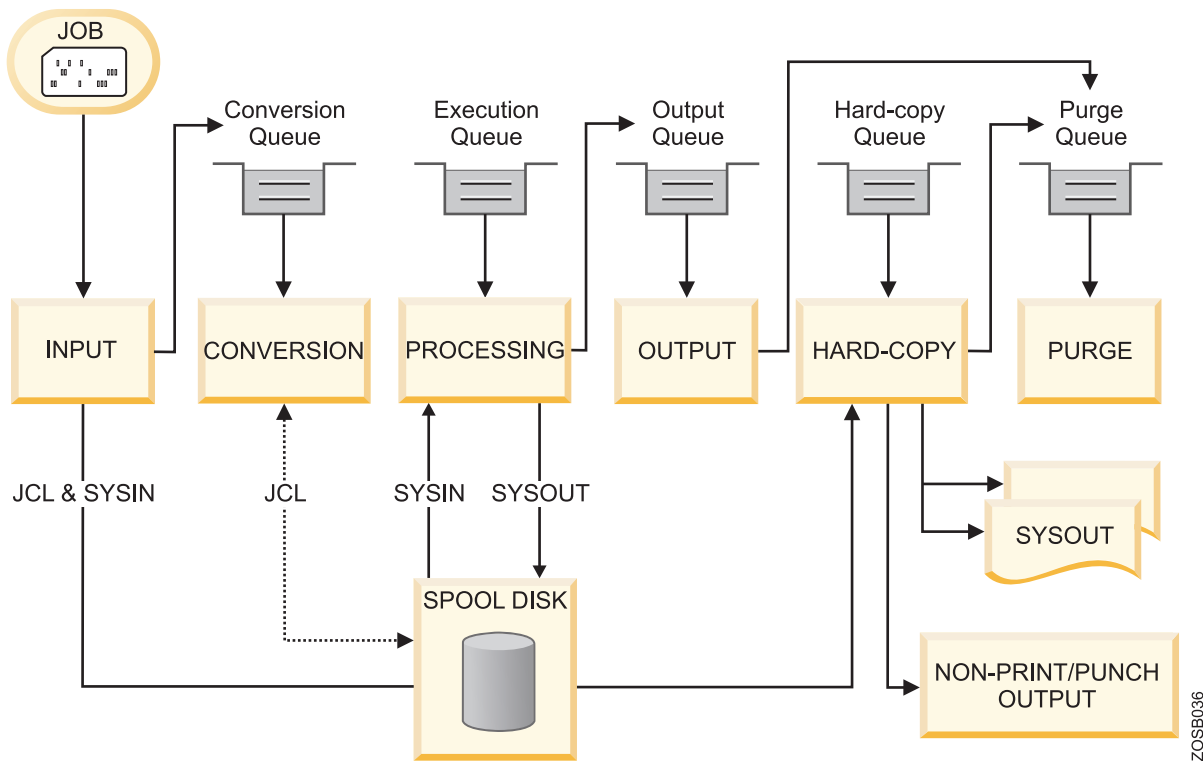 JOB
Conversion
Queue
Execution
Queue
Output
Queue
Hard-copy
Queue
Purge
Queue
INPUT
CONVERSION
PROCESSING
OUTPUT
HARD-COPY
PURGE
JCL & SYSIN
JCL
SYSIN
SYSOUT
SYSOUT
SPOOL DISK
NON-PRINT/PUNCH
OUTPUT
ZOSB036